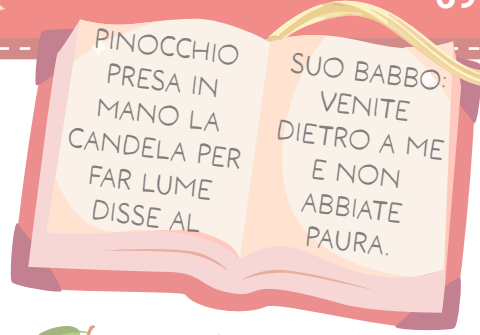 PINOCCHIO
PRESA IN
MANO LA
CANDELA PER
FAR LUME
DISSE AL
SUO BABBO:
VENITE
DIETRO A ME
E NON
ABBIATE
PAURA.